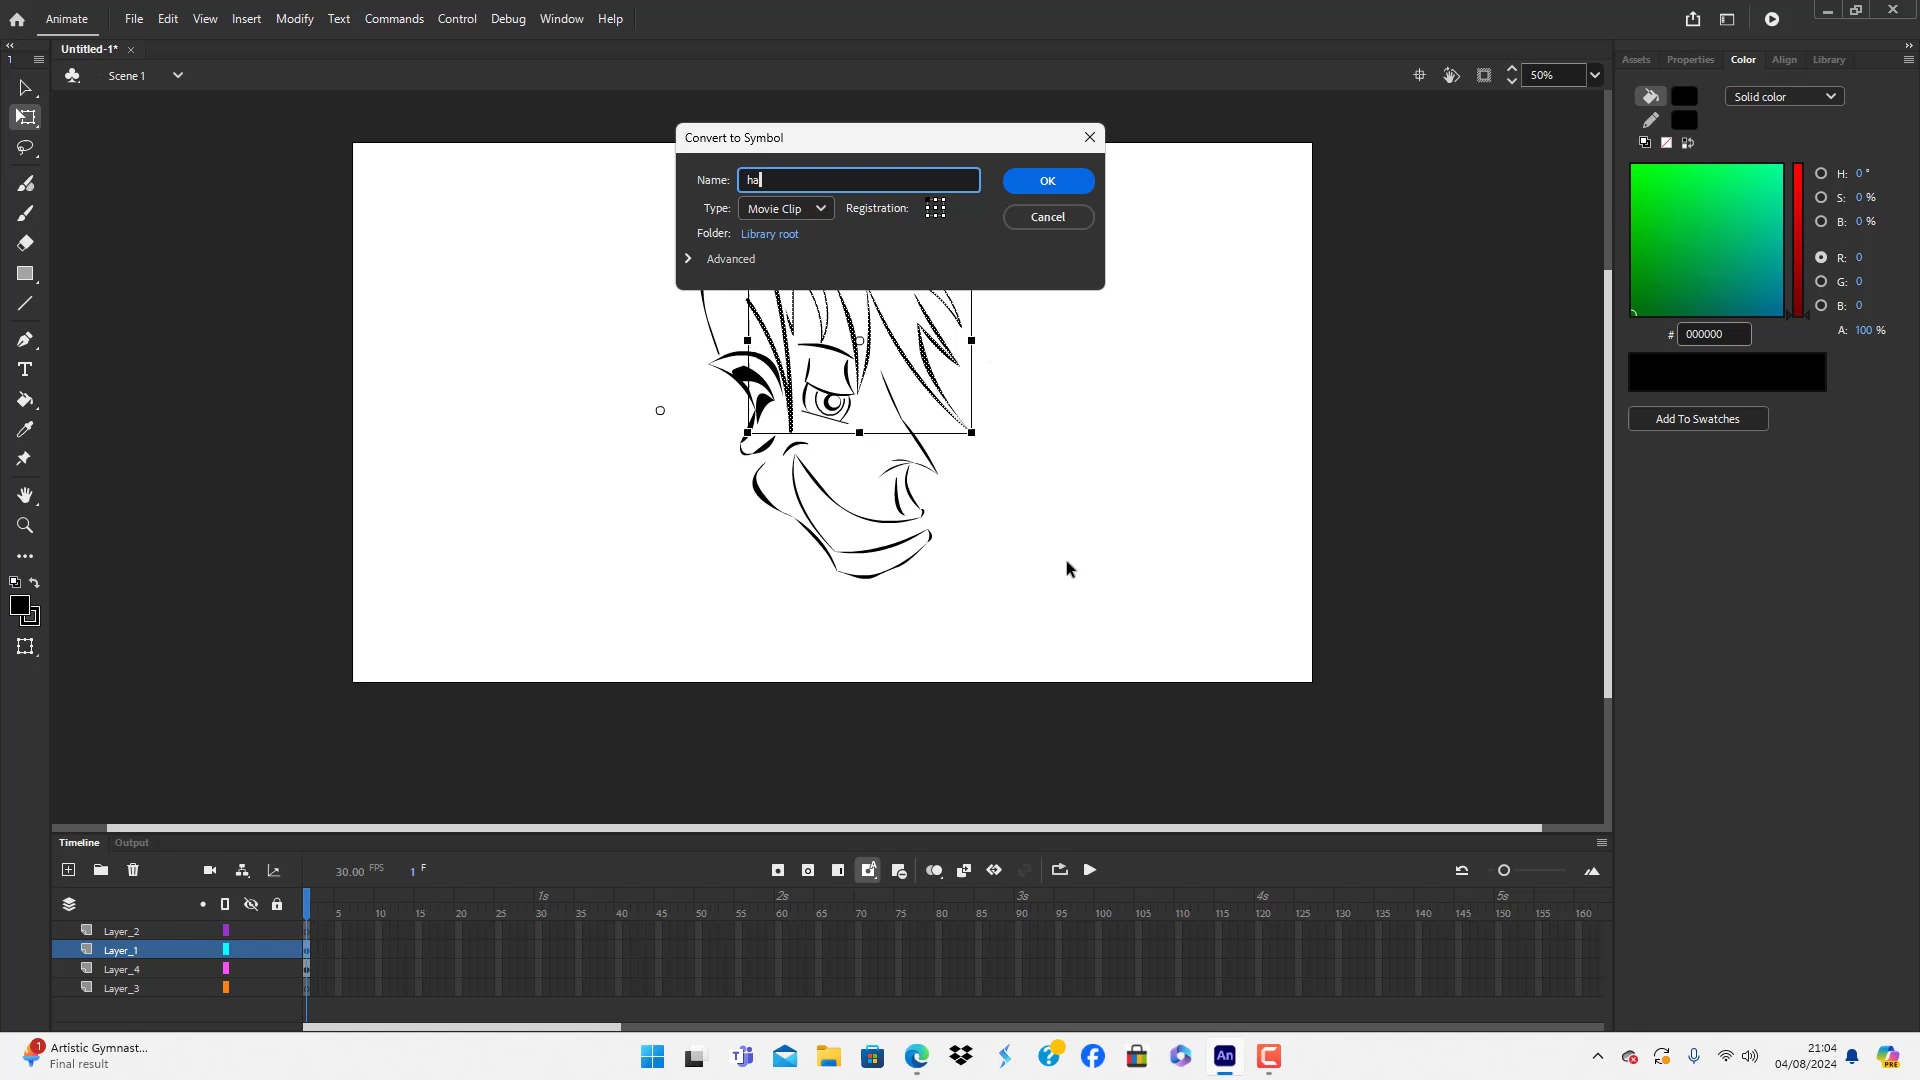 Animate File Edit View Insert Modify Text Commands Control Debug Window Help
Untitled-1*
Scene 1
50%
Assets Properties Color Align Library
1
Convert to Symbol
Name: ha
OK
Type: Movie Clip Registration:
Cancel
Folder: Library root
Advanced
Solid color
H: 0 °
S: 0 %
B: 0 %
R: 0
G: 0
B: 0
A: 100 %
# 000000
Add To Swatches
Timeline Output
30.00 FPS 1 F
1s 2s 3s 4s 5s
5 10 15 20 25 30 35 40 45 50 55 60 65 70 75 80 85 90 95 100 105 110 115 120 125 130 135 140 145 150 155 160
Layer_2
Layer_1
Layer_4
Layer_3
1
Artistic Gymnast...
Final result
An
PRE
21:04
04/08/2024